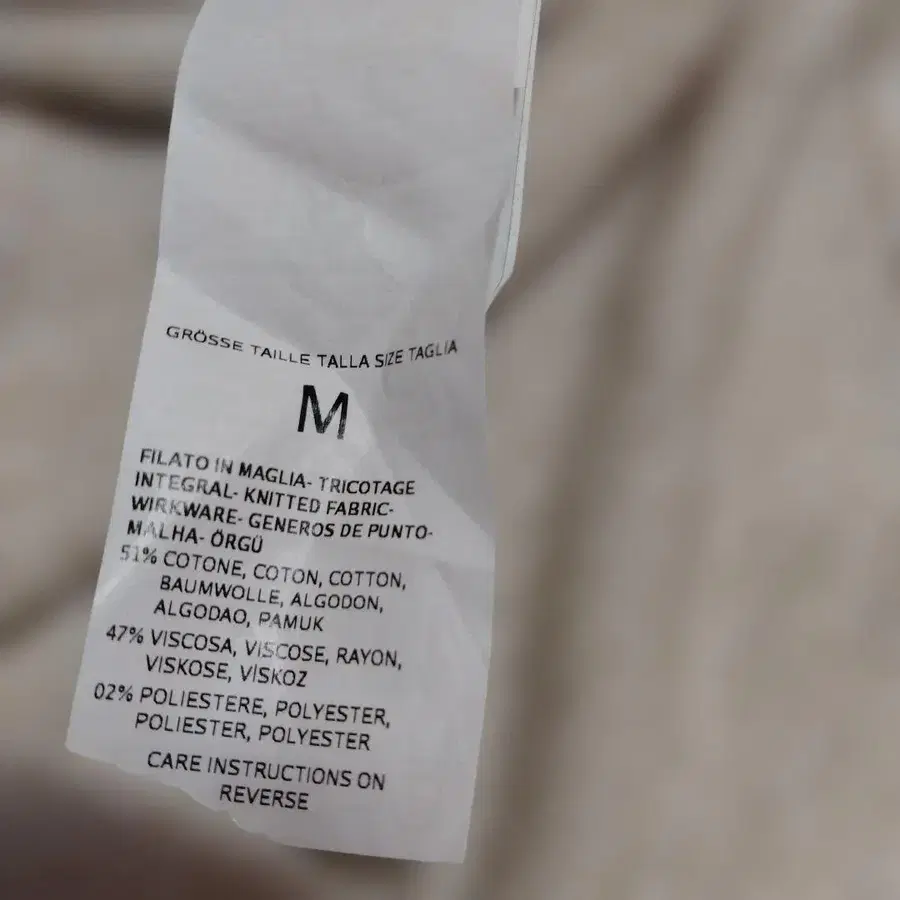 GRÖSSE TAILLE TALLA SIZE TAGLIA
M
FILATO IN MAGLIA- TRICOTAGE
INTEGRAL- KNITTED FABRIC-
WIRKWARE- GENEROS DE PUNTO-
MALHA- ÖRGÜ
51% COTONE, COTON, COTTON,
BAUMWOLLE, ALGODON,
ALGODAO, PAMUK
47% VISCOSA, VISCOSE, RAYON,
VISKOSE, VISKOZ
02% POLIESTERE, POLYESTER,
POLIESTER, POLYESTER
CARE INSTRUCTIONS ON
REVERSE